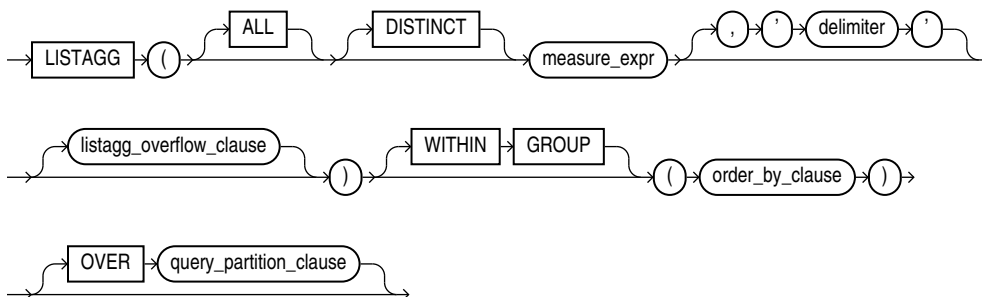 LISTAGG ( ALL DISTINCT measure_expr , ’ delimiter ’
listagg_overflow_clause ) WITHIN GROUP ( order_by_clause )
OVER query_partition_clause